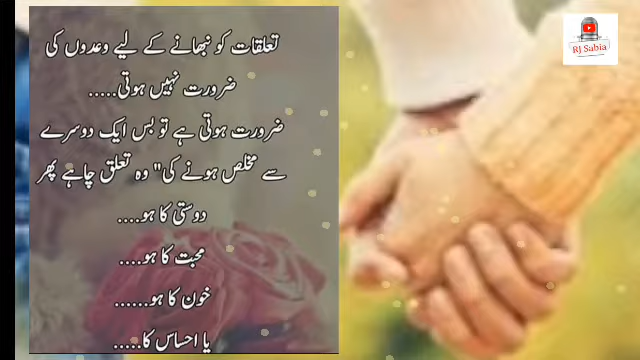 تعلقات کو نبھانے کے لیے وعدوں کی
ضرورت نہیں ہوتی.....
ضرورت ہوتی ہے تو بس ایک دوسرے
سے مخلص ہونے کی" وہ تعلق چاہے پھر
دوستی کا ہو....
محبت کا ہو....
خون کا ہو......
یا احساس کا.....
RJ Sabia